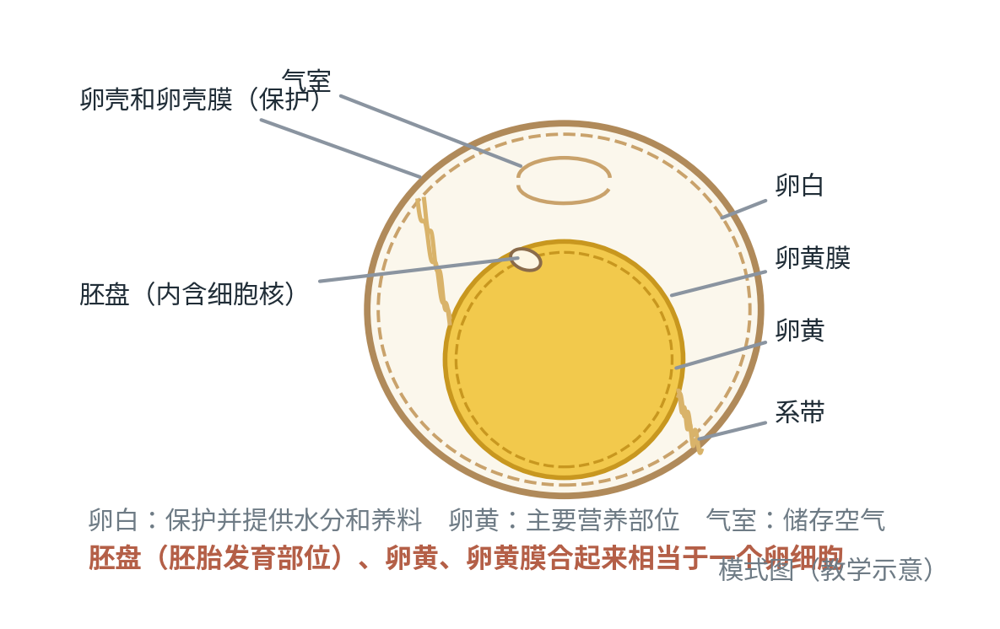 气室
卵壳和卵壳膜（保护）
卵白
卵黄膜
胚盘（内含细胞核）
卵黄
系带
卵白：保护并提供水分和养料　卵黄：主要营养部位　气室：储存空气
胚盘（胚胎发育部位）、卵黄、卵黄膜合起来相当于一个卵细胞
模式图（教学示意）